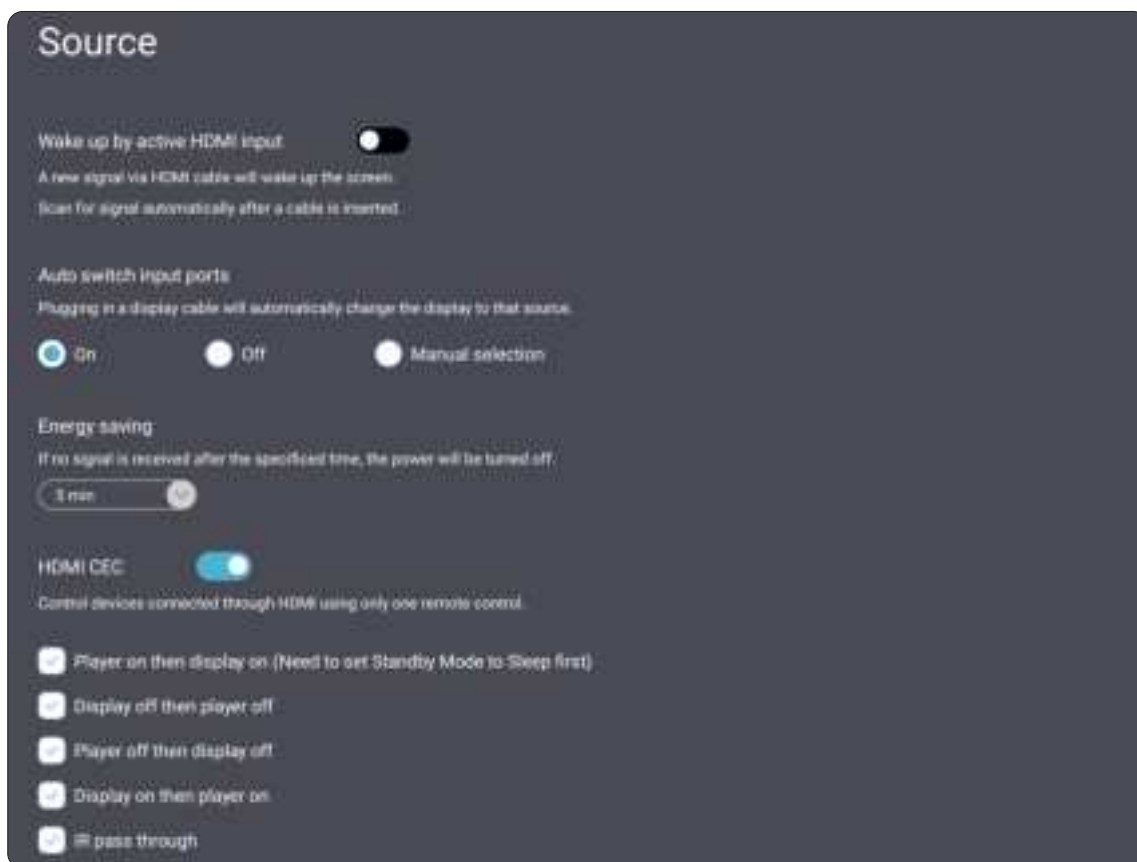 Source
Wake up by active HDMI input
A new signal via HDMI cable will wake up the screen.
Scan for signal automatically after a cable is inserted.
Auto switch input ports
Plugging in a display cable will automatically change the display to that source.
On Off Manual selection
Energy saving
If no signal is received after the specificed time, the power will be turned off
min
HDMI CEC
Control devices connected through HDMI using only one remote control.
Player on then display on (Need to set Standby Mode to Sleep first)
Display off then player off
Player off then display off
Display on then player on
IR pass through